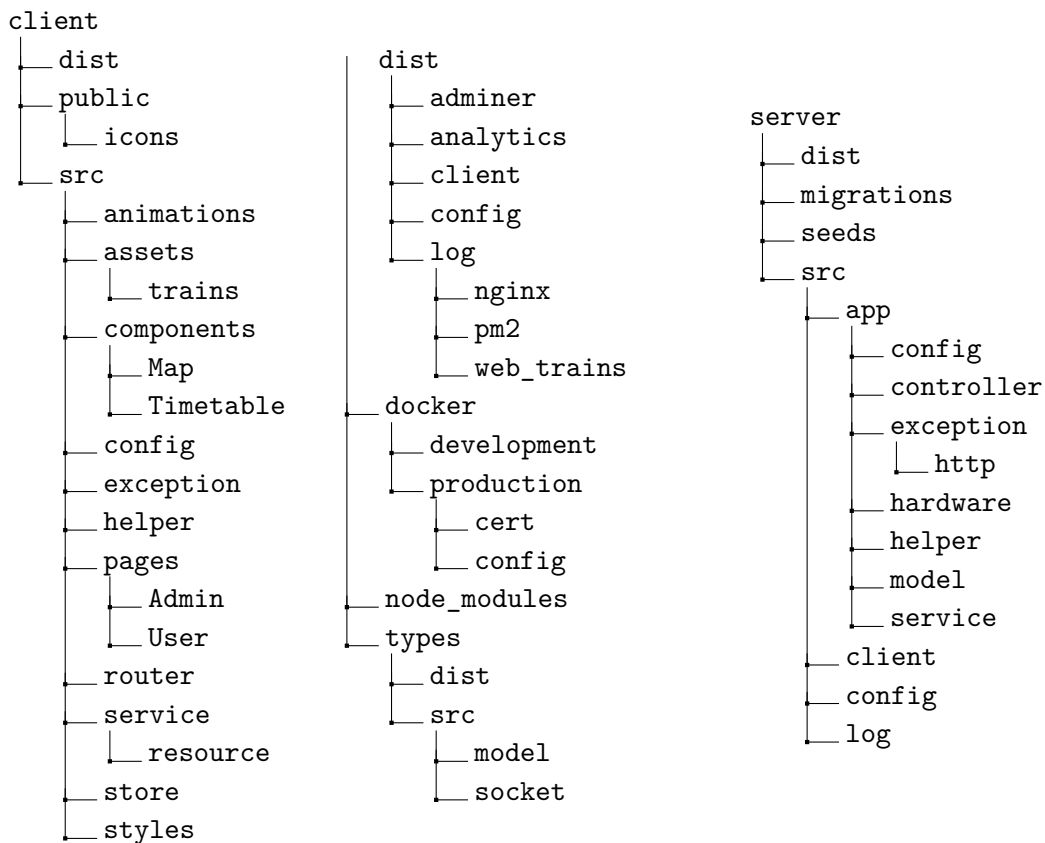 client
dist
public
icons
src
animations
assets
trains
components
Map
Timetable
config
exception
helper
pages
Admin
User
router
service
resource
store
styles
dist
adminer
analytics
client
config
log
nginx
pm2
web_trains
docker
development
production
cert
config
node_modules
types
dist
src
model
socket
server
dist
migrations
seeds
src
app
config
controller
exception
http
hardware
helper
model
service
client
config
log